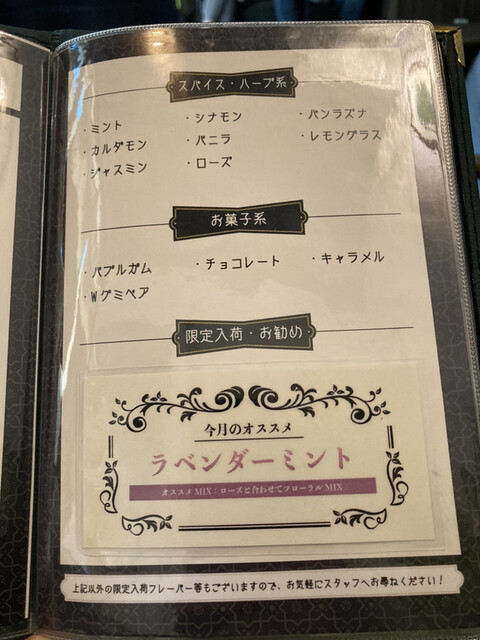 スパイス・ハーブ系
・ミント
・カルダモン
・ジャスミン
・シナモン
・バニラ
・ローズ
・パンラズナ
・レモングラス
お菓子系
・バブルガム
・Wグミベア
・チョコレート
・キャラメル
限定入荷・お勧め
今月のオススメ
ラベンダーミント
オススメMIX：ローズと合わせてフローラルMIX
上記以外の限定入荷フレーバー等もございますので、お気軽にスタッフへお尋ねください！